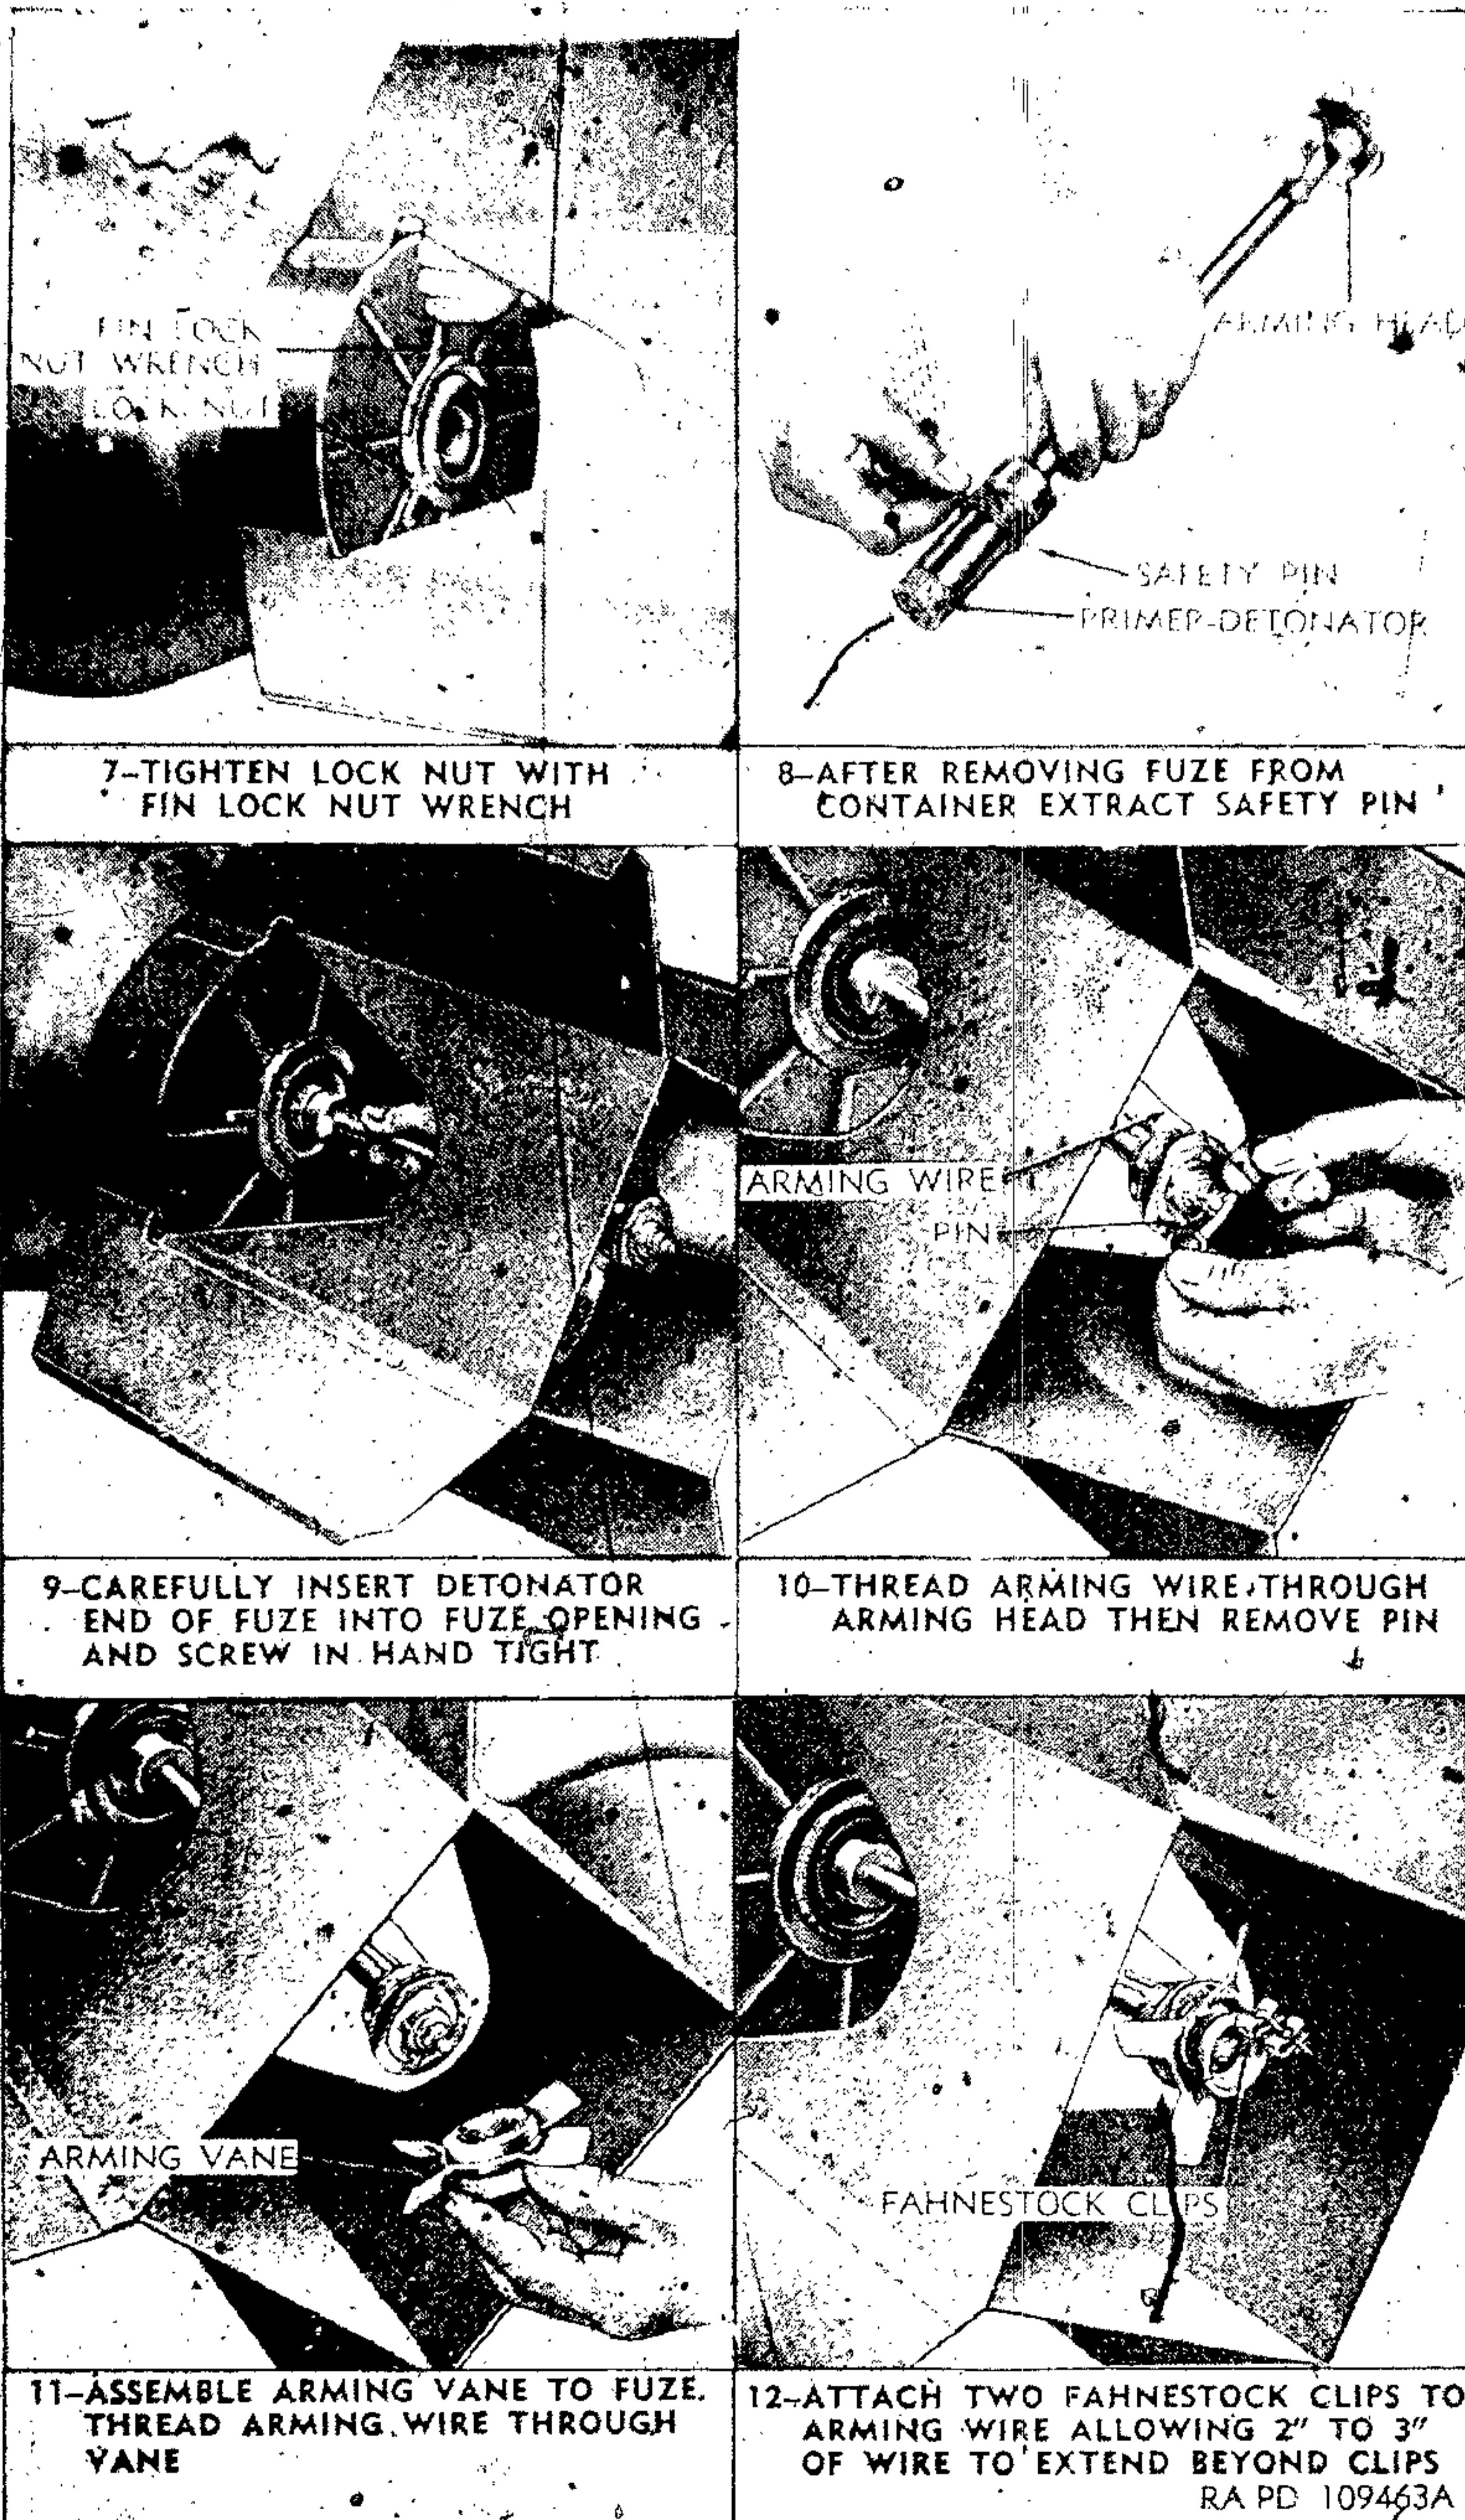 FIN LOCK
NUT WRENCH
LOCK NUT
ARMING HEAD
SAFETY PIN
PRIMER-DETONATOR
7–TIGHTEN LOCK NUT WITH
FIN LOCK NUT WRENCH
8–AFTER REMOVING FUZE FROM
CONTAINER EXTRACT SAFETY PIN
ARMING WIRE
PIN
9–CAREFULLY INSERT DETONATOR
END OF FUZE INTO FUZE OPENING
AND SCREW IN HAND TIGHT
10–THREAD ARMING WIRE THROUGH
ARMING HEAD THEN REMOVE PIN
ARMING VANE
FAHNESTOCK CLIPS
11–ASSEMBLE ARMING VANE TO FUZE.
THREAD ARMING WIRE THROUGH
VANE
12–ATTACH TWO FAHNESTOCK CLIPS TO
ARMING WIRE ALLOWING 2" TO 3"
OF WIRE TO EXTEND BEYOND CLIPS
RA PD 109463A